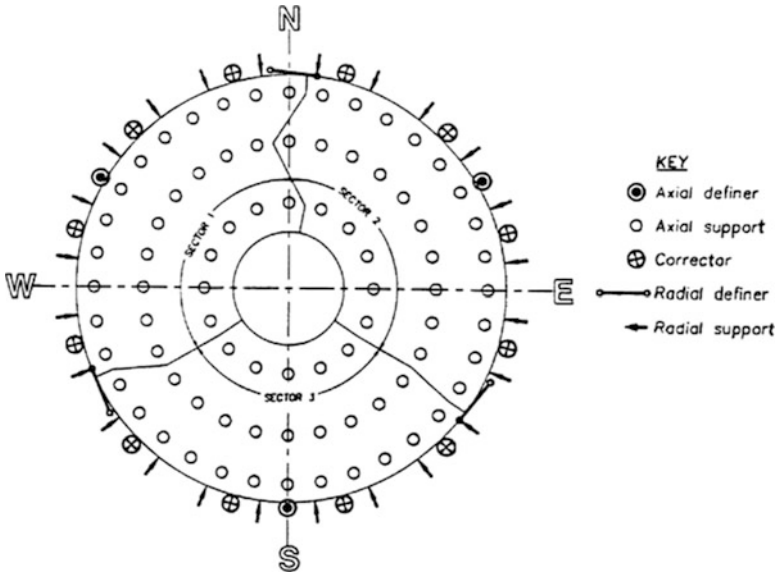 N
SECTOR 1
SECTOR 2
W
E
SECTOR 3
S
KEY
Axial definer
Axial support
Corrector
Radial definer
Radial support